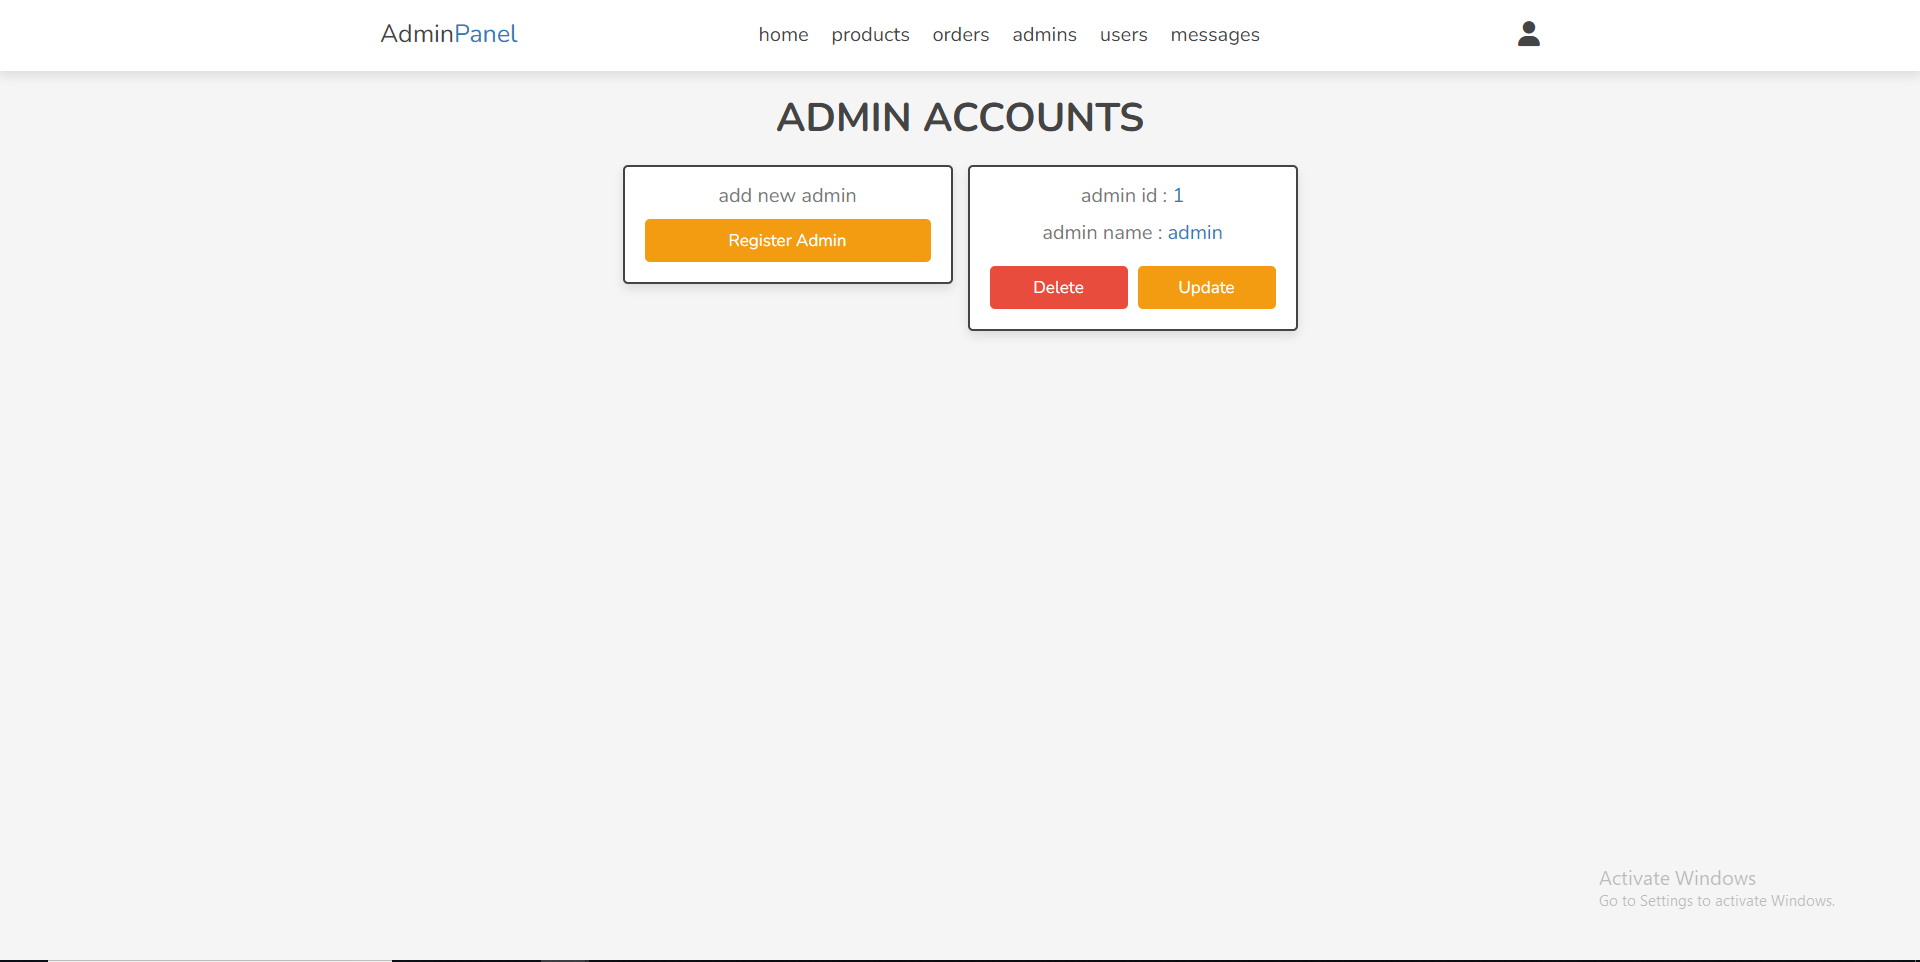 AdminPanel
home products orders admins users messages
ADMIN ACCOUNTS
add new admin
Register Admin
admin id : 1
admin name : admin
Delete Update
Activate Windows
Go to Settings to activate Windows.